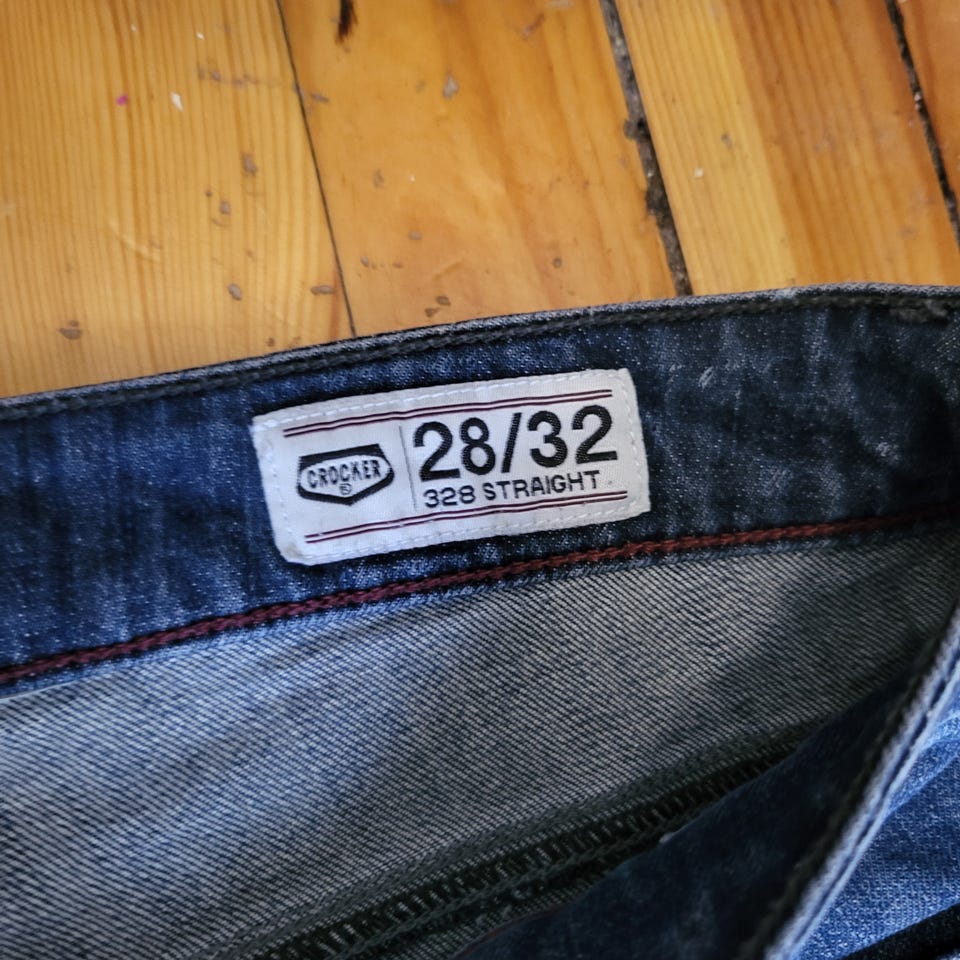 CROCKER ®
28/32
328 STRAIGHT